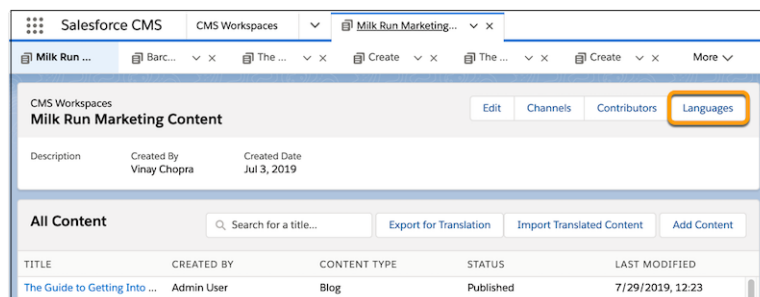 Salesforce CMS CMS Workspaces Milk Run Marketing...
Milk Run ... Barc... The ... Create The ... Create More
CMS Workspaces
Milk Run Marketing Content
Edit Channels Contributors Languages
Description Created By Created Date
Vinay Chopra Jul 3, 2019
All Content Search for a title... Export for Translation Import Translated Content Add Content
TITLE CREATED BY CONTENT TYPE STATUS LAST MODIFIED
The Guide to Getting Into ... Admin User Blog Published 7/29/2019, 12:23